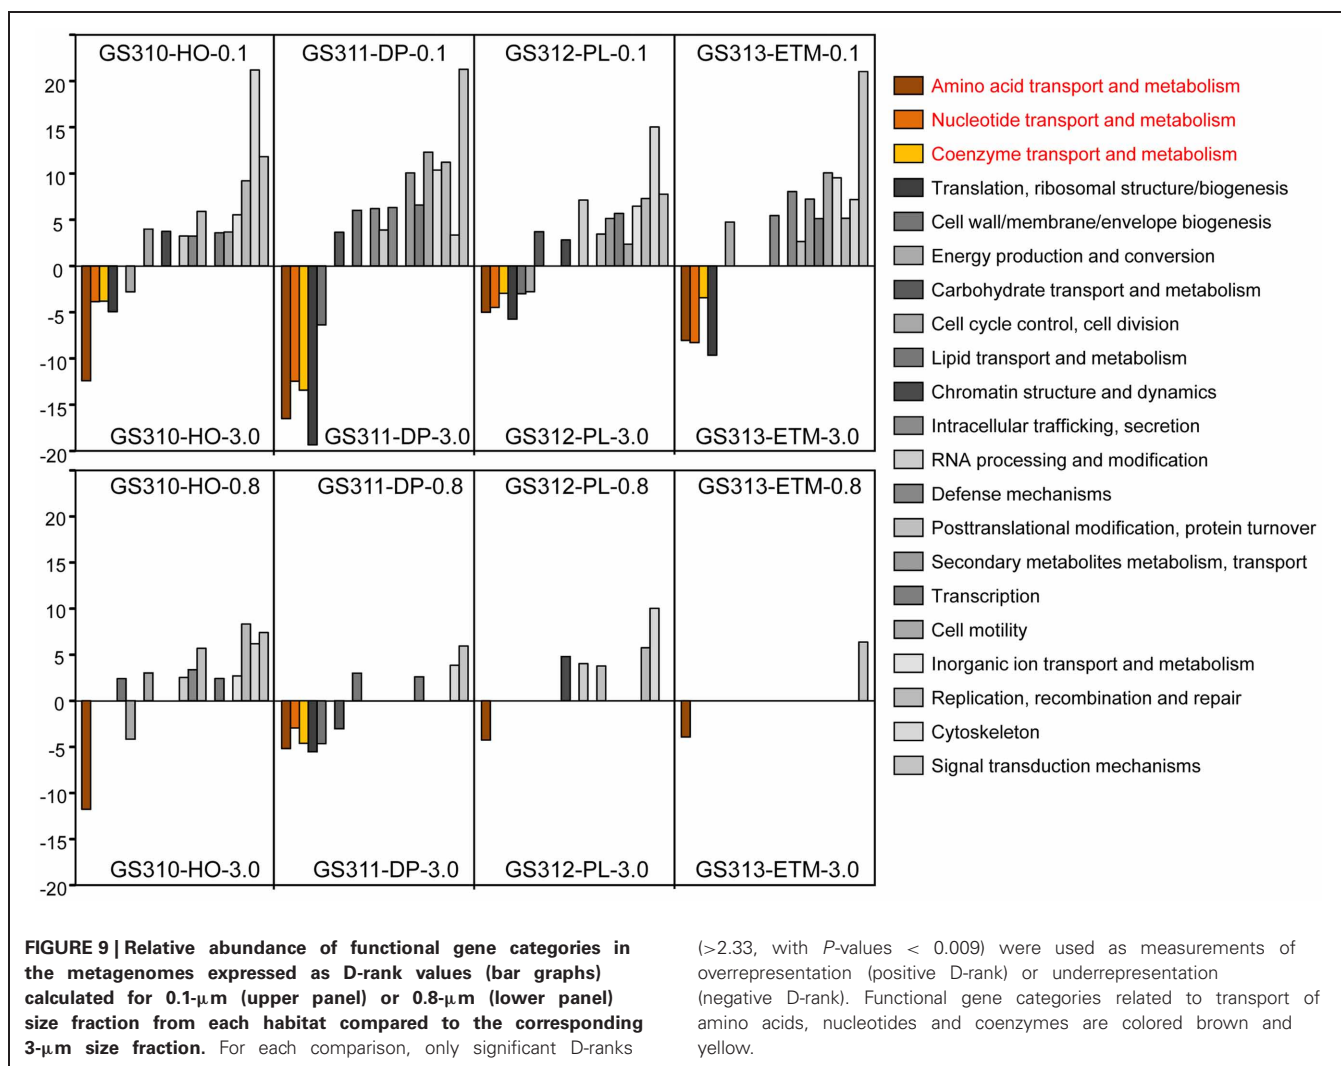 GS310-HO-0.1
GS311-DP-0.1
GS312-PL-0.1
GS313-ETM-0.1
20
15
10
5
0
-5
-10
-15
-20
GS310-HO-3.0
GS311-DP-3.0
GS312-PL-3.0
GS313-ETM-3.0
GS310-HO-0.8
GS311-DP-0.8
GS312-PL-0.8
GS313-ETM-0.8
20
15
10
5
0
-5
-10
-15
-20
GS310-HO-3.0
GS311-DP-3.0
GS312-PL-3.0
GS313-ETM-3.0
Amino acid transport and metabolism
Nucleotide transport and metabolism
Coenzyme transport and metabolism
Translation, ribosomal structure/biogenesis
Cell wall/membrane/envelope biogenesis
Energy production and conversion
Carbohydrate transport and metabolism
Cell cycle control, cell division
Lipid transport and metabolism
Chromatin structure and dynamics
Intracellular trafficking, secretion
RNA processing and modification
Defense mechanisms
Posttranslational modification, protein turnover
Secondary metabolites metabolism, transport
Transcription
Cell motility
Inorganic ion transport and metabolism
Replication, recombination and repair
Cytoskeleton
Signal transduction mechanisms
FIGURE 9 | Relative abundance of functional gene categories in
the metagenomes expressed as D-rank values (bar graphs)
calculated for 0.1-μm (upper panel) or 0.8-μm (lower panel)
size fraction from each habitat compared to the corresponding
3-μm size fraction. For each comparison, only significant D-ranks
(>2.33, with P-values < 0.009) were used as measurements of
overrepresentation (positive D-rank) or underrepresentation
(negative D-rank). Functional gene categories related to transport of
amino acids, nucleotides and coenzymes are colored brown and
yellow.